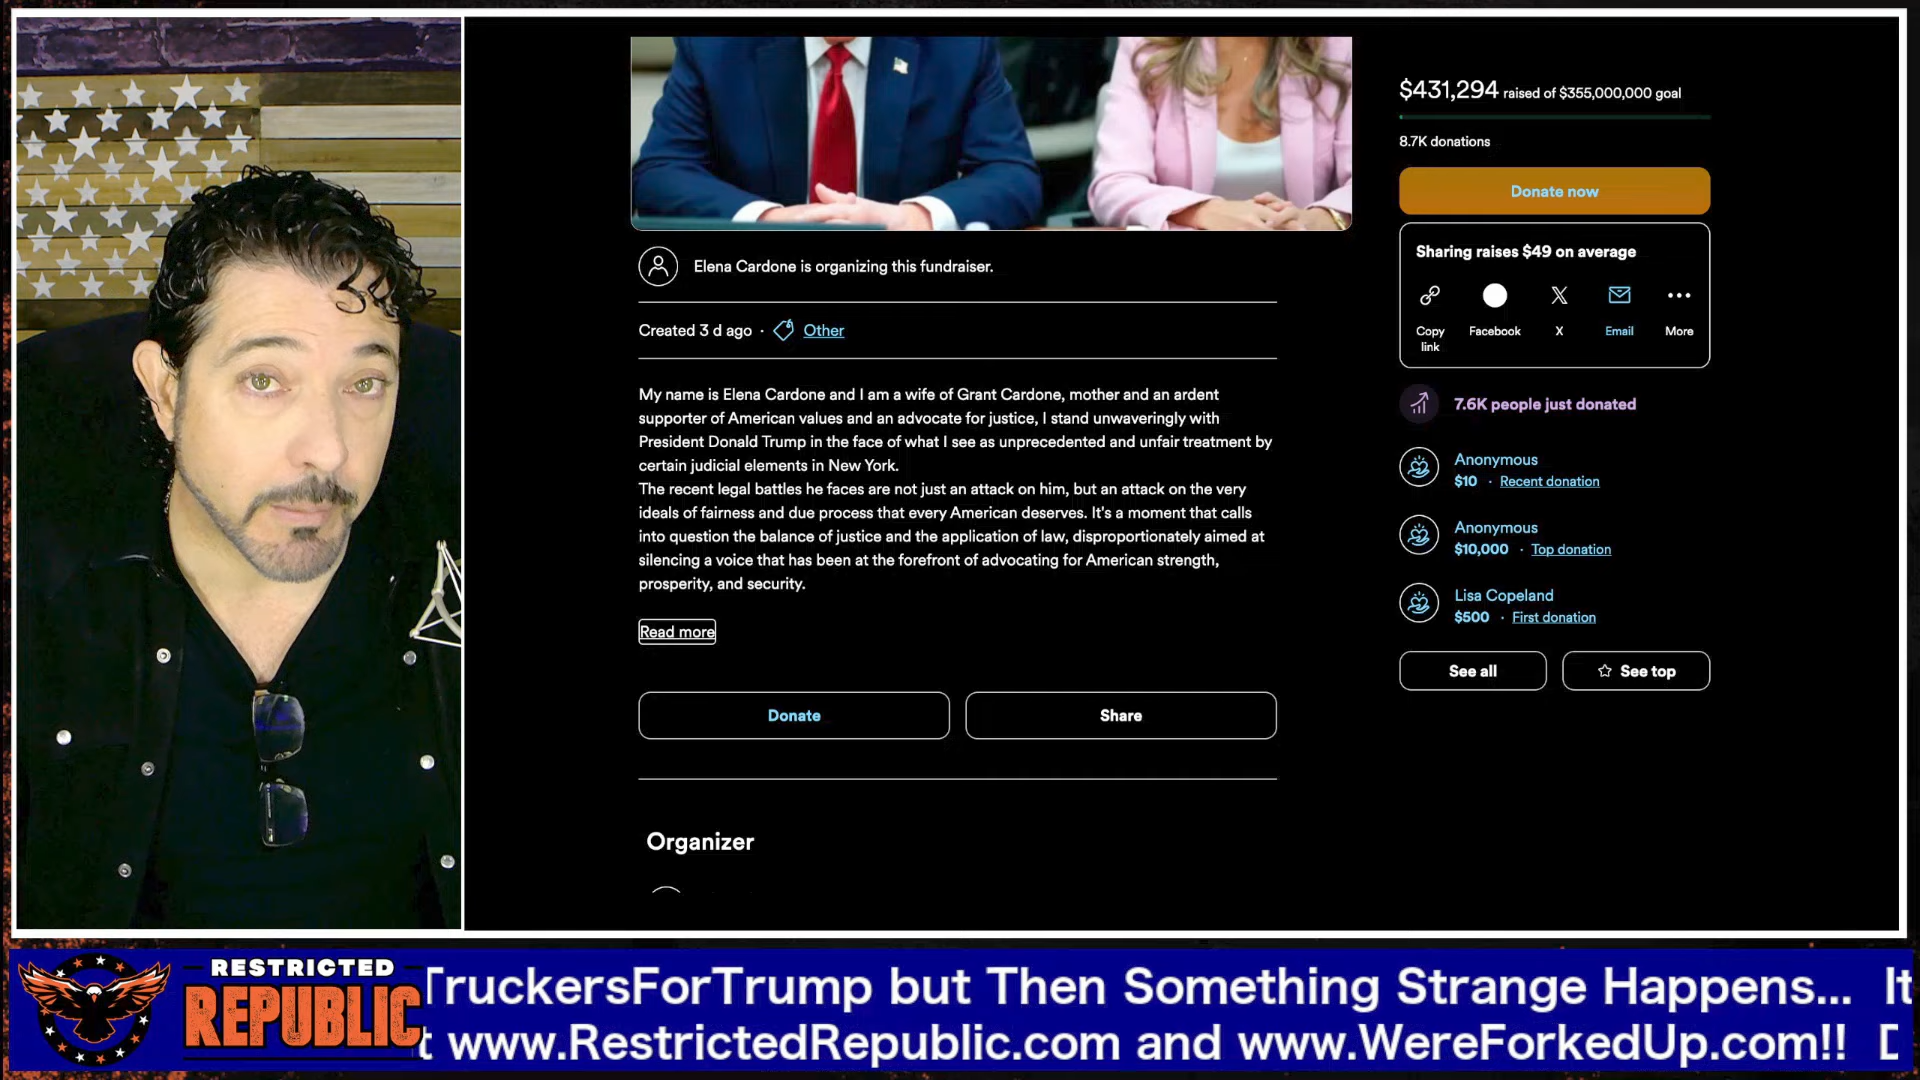 $431,294 raised of $355,000,000 goal
8.7K donations
Donate now
Sharing raises $49 on average
Copy link
Facebook
X
Email
More
7.6K people just donated
Anonymous
$10 · Recent donation
Anonymous
$10,000 · Top donation
Lisa Copeland
$500 · First donation
See all
See top
Elena Cardone is organizing this fundraiser.
Created 3 d ago · Other
My name is Elena Cardone and I am a wife of Grant Cardone, mother and an ardent
supporter of American values and an advocate for justice, I stand unwaveringly with
President Donald Trump in the face of what I see as unprecedented and unfair treatment by
certain judicial elements in New York.
The recent legal battles he faces are not just an attack on him, but an attack on the very
ideals of fairness and due process that every American deserves. It's a moment that calls
into question the balance of justice and the application of law, disproportionately aimed at
silencing a voice that has been at the forefront of advocating for American strength,
prosperity, and security.
Read more
Donate
Share
Organizer
RESTRICTED
REPUBLIC
TruckersForTrump but Then Something Strange Happens... It
t www.RestrictedRepublic.com and www.WereForkedUp.com!! D